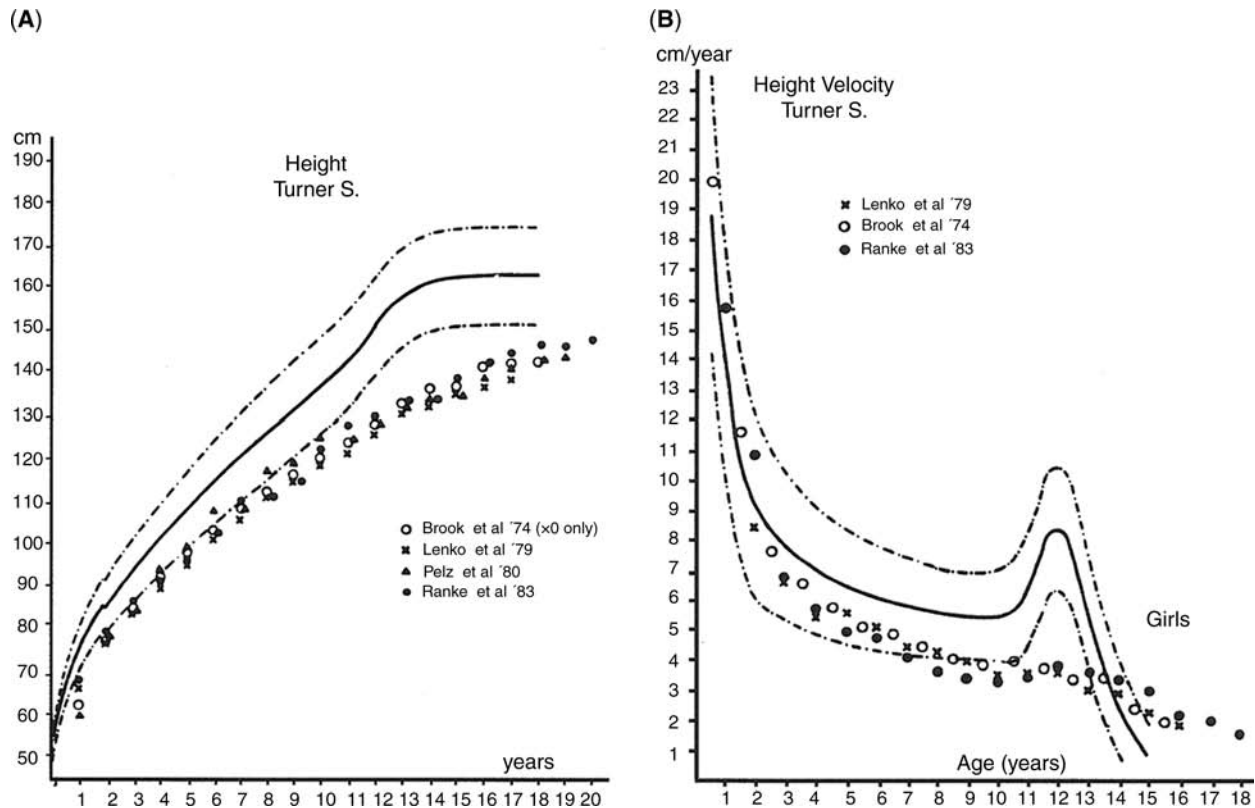 (A)
cm
Height
Turner S.
190
180
170
160
150
140
130
120
110
100
90
80
70
60
50
Brook et al ´74 (×0 only)
Lenko et al ´79
Pelz et al ´80
Ranke et al ´83
years
1 2 3 4 5 6 7 8 9 10 11 12 13 14 15 16 17 18 19 20
(B)
cm/year
Height Velocity
Turner S.
23
22
21
20
19
18
17
16
15
14
13
12
11
10
9
8
7
6
5
4
3
2
1
Lenko et al ´79
Brook et al ´74
Ranke et al ´83
Girls
Age (years)
1 2 3 4 5 6 7 8 9 10 11 12 13 14 15 16 17 18